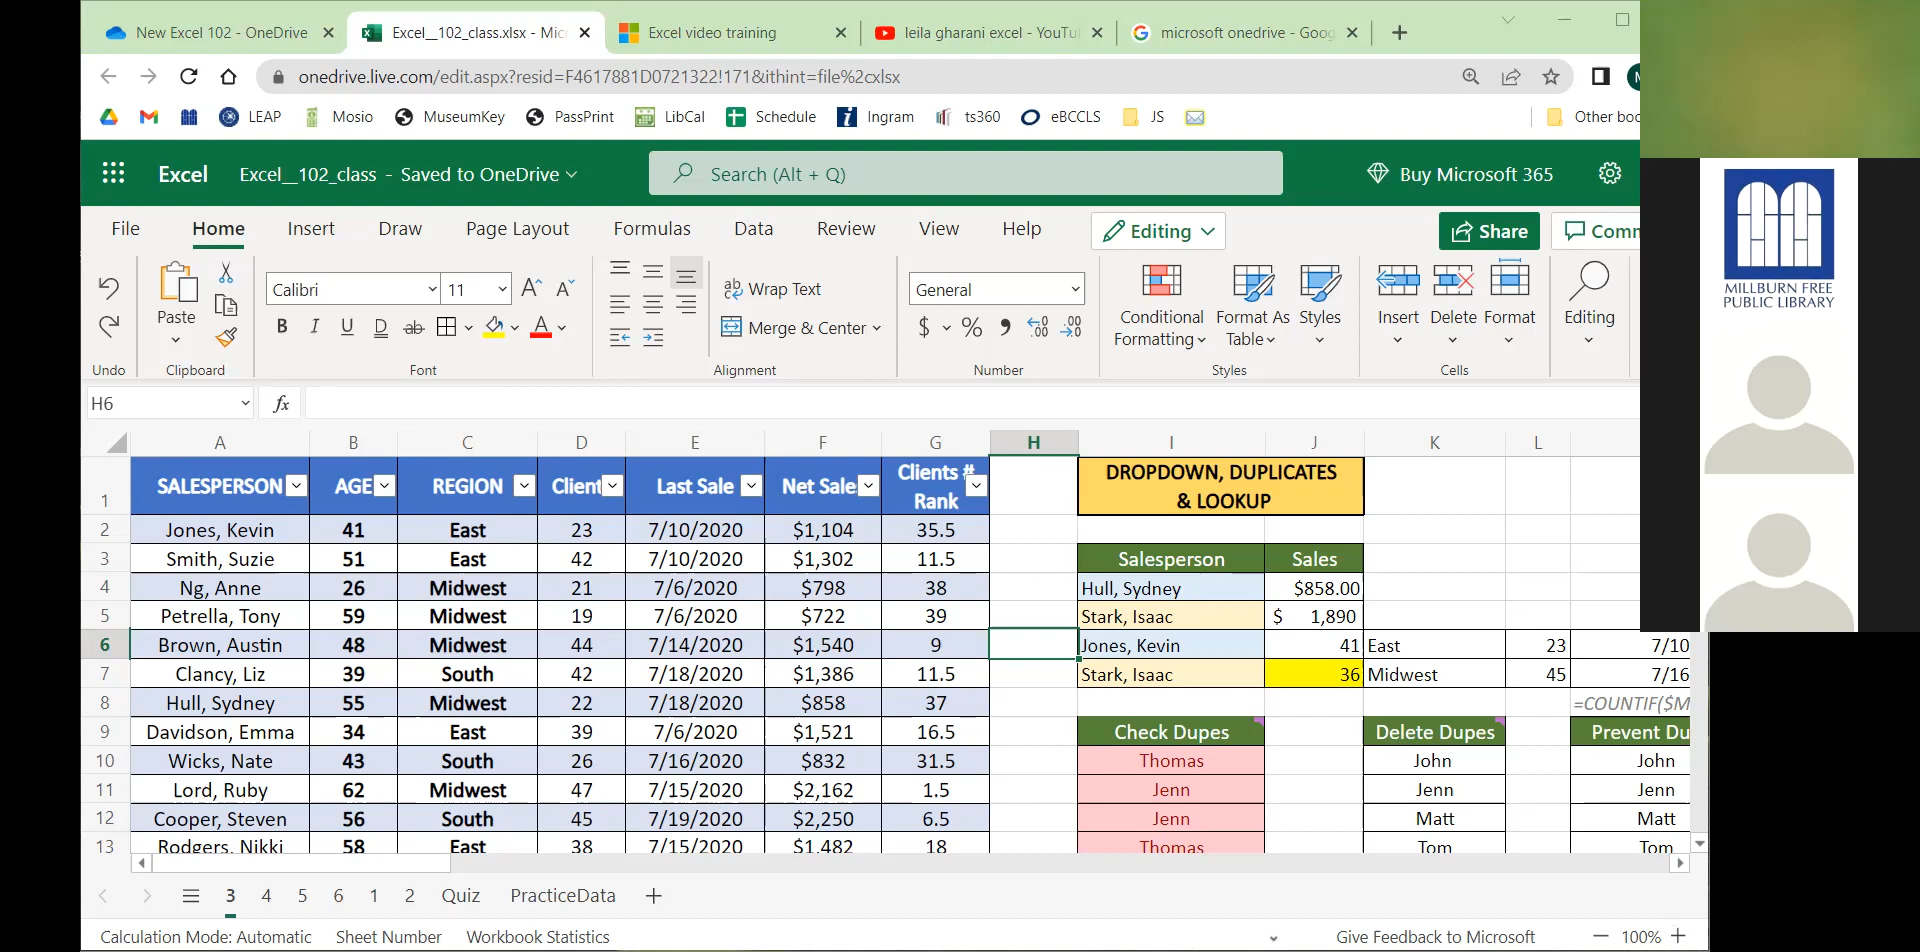 New Excel 102 - OneDrive
Excel__102_class.xlsx - Mic
Excel video training
leila gharani excel - YouTu
microsoft onedrive - Goog
onedrive.live.com/edit.aspx?resid=F4617881D0721322!171&ithint=file%2cxlsx
LEAP
Mosio
MuseumKey
PassPrint
LibCal
Schedule
Ingram
ts360
eBCCLS
JS
Other boo
Excel
Excel__102_class - Saved to OneDrive
Search (Alt + Q)
Buy Microsoft 365
File Home Insert Draw Page Layout Formulas Data Review View Help
Editing
Share
Comm
Paste
Calibri 11
Wrap Text
Merge & Center
General
Conditional Formatting
Format As Table
Styles
Insert Delete Format
Editing
Undo Clipboard Font Alignment Number Styles Cells
H6 fx
A B C D E F G H I J K L
1 SALESPERSON AGE REGION Client Last Sale Net Sale Clients # Rank DROPDOWN, DUPLICATES & LOOKUP
2 Jones, Kevin 41 East 23 7/10/2020 $1,104 35.5
3 Smith, Suzie 51 East 42 7/10/2020 $1,302 11.5 Salesperson Sales
4 Ng, Anne 26 Midwest 21 7/6/2020 $798 38 Hull, Sydney $858.00
5 Petrella, Tony 59 Midwest 19 7/6/2020 $722 39 Stark, Isaac $ 1,890
6 Brown, Austin 48 Midwest 44 7/14/2020 $1,540 9 Jones, Kevin 41 East 23 7/10
7 Clancy, Liz 39 South 42 7/18/2020 $1,386 11.5 Stark, Isaac 36 Midwest 45 7/16
8 Hull, Sydney 55 Midwest 22 7/18/2020 $858 37 =COUNTIF($M
9 Davidson, Emma 34 East 39 7/6/2020 $1,521 16.5 Check Dupes Delete Dupes Prevent Du
10 Wicks, Nate 43 South 26 7/16/2020 $832 31.5 Thomas John John
11 Lord, Ruby 62 Midwest 47 7/15/2020 $2,162 1.5 Jenn Jenn Jenn
12 Cooper, Steven 56 South 45 7/19/2020 $2,250 6.5 Jenn Matt Matt
13 Rodgers, Nikki 58 East 38 7/15/2020 $1,482 18 Thomas Tom Tom
3 4 5 6 1 2 Quiz PracticeData
Calculation Mode: Automatic Sheet Number Workbook Statistics
Give Feedback to Microsoft
100%
MILLBURN FREE
PUBLIC LIBRARY